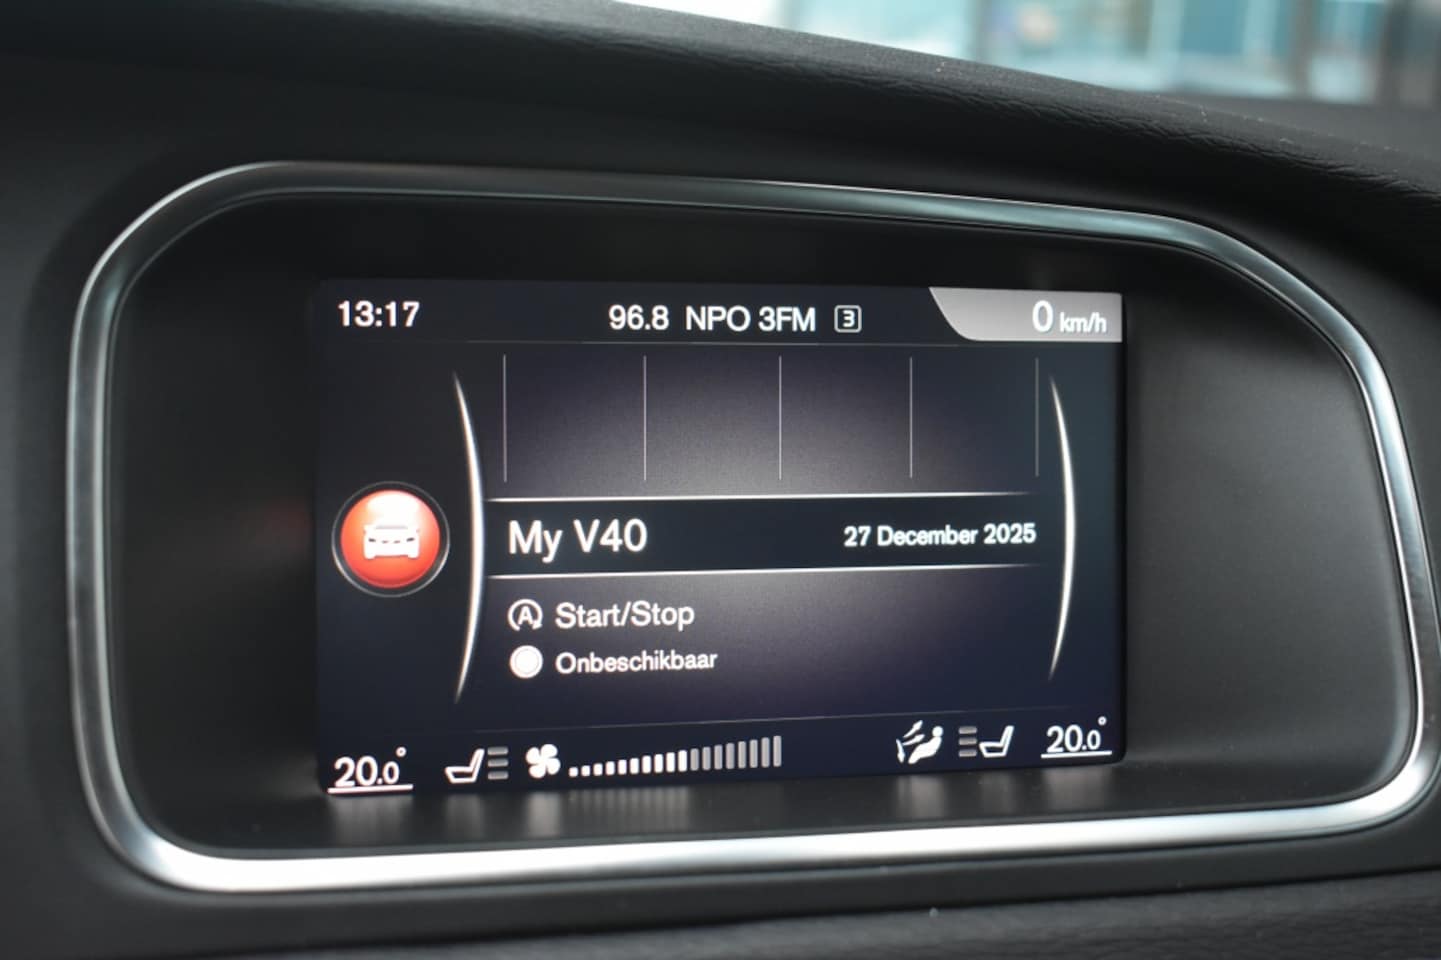 13:17 96.8 NPO 3FM 3 0 km/h
My V40 27 December 2025
A Start/Stop
Onbeschikbaar
20.0° 20.0°